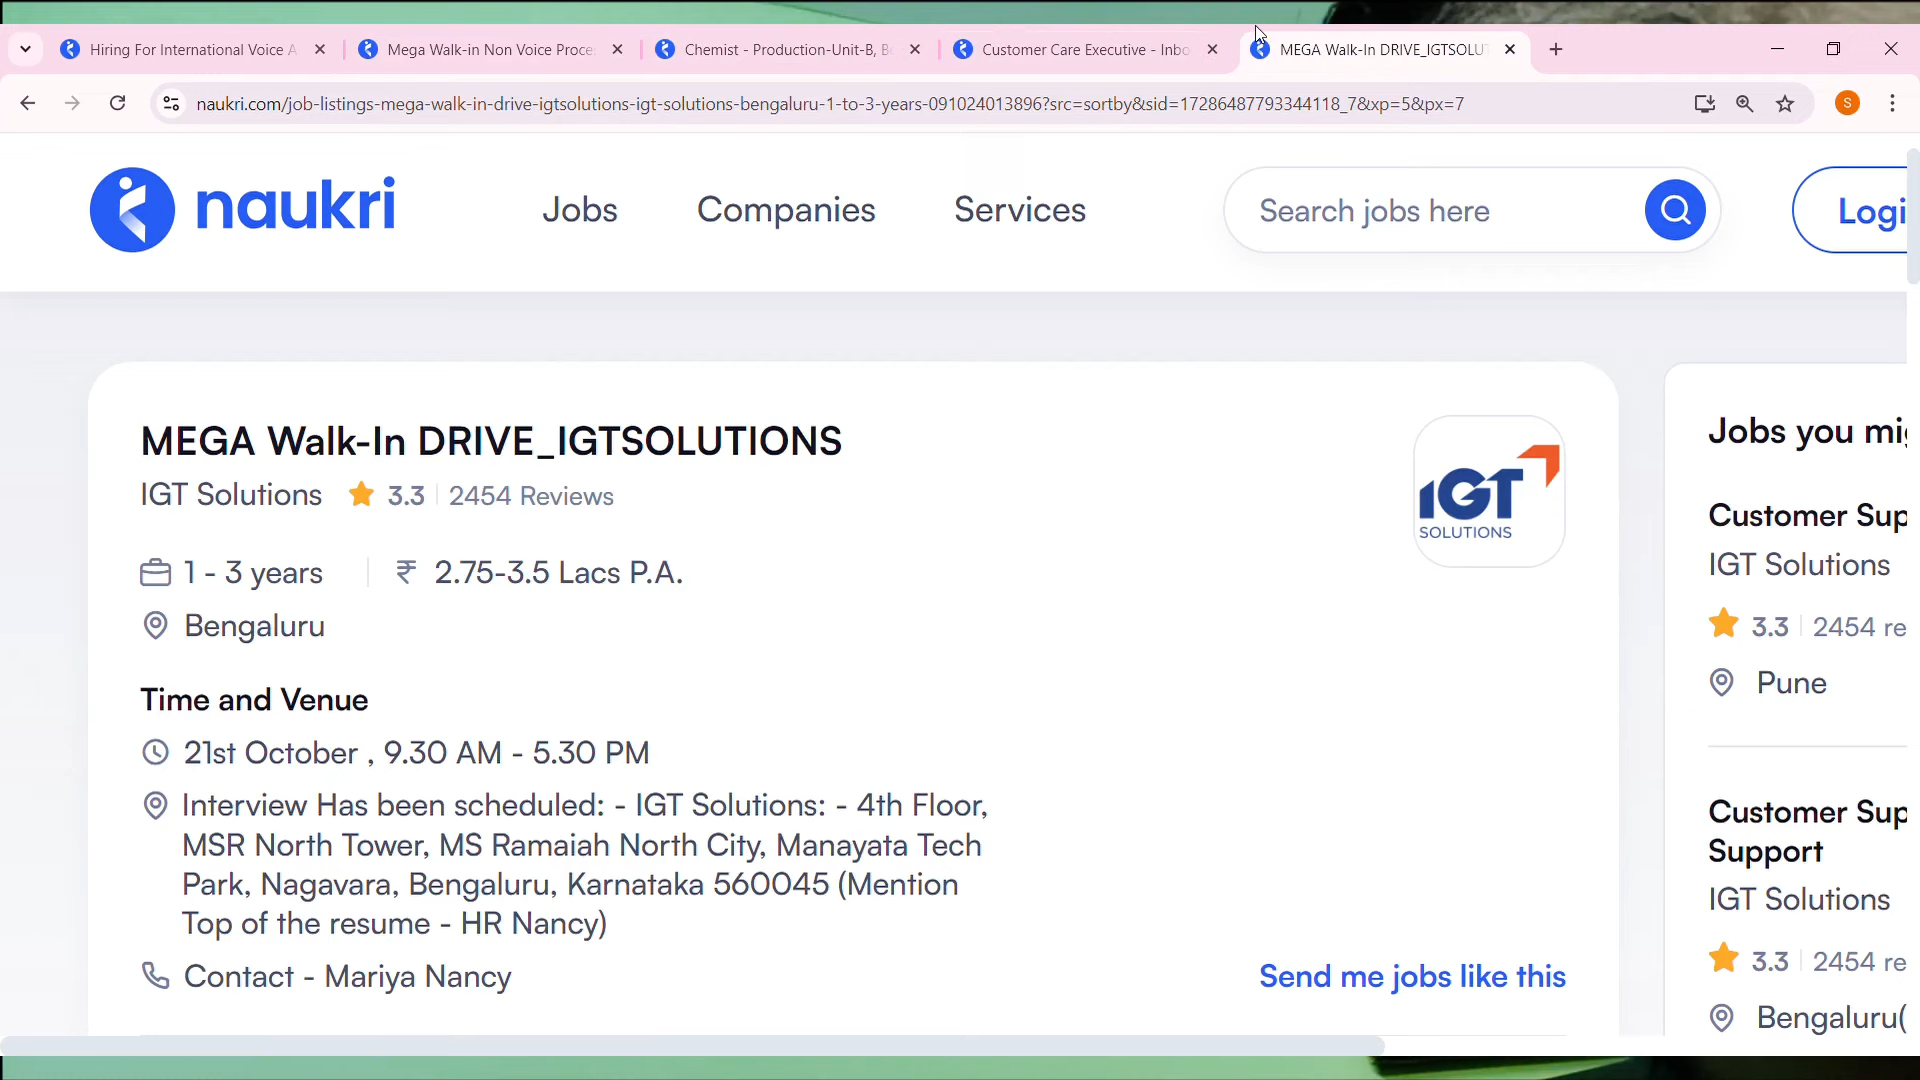 Hiring For International Voice A
Mega Walk-in Non Voice Proce
Chemist - Production-Unit-B, B
Customer Care Executive - Inbo
MEGA Walk-In DRIVE_IGTSOLUT
naukri.com/job-listings-mega-walk-in-drive-igtsolutions-igt-solutions-bengaluru-1-to-3-years-091024013896?src=sortby&sid=17286487793344118_7&xp=5&px=7
S
naukri
Jobs
Companies
Services
Search jobs here
Logi
MEGA Walk-In DRIVE_IGTSOLUTIONS
IGT Solutions 3.3 2454 Reviews
1 - 3 years ₹ 2.75-3.5 Lacs P.A.
Bengaluru
Time and Venue
21st October , 9.30 AM - 5.30 PM
Interview Has been scheduled: - IGT Solutions: - 4th Floor,
MSR North Tower, MS Ramaiah North City, Manayata Tech
Park, Nagavara, Bengaluru, Karnataka 560045 (Mention
Top of the resume - HR Nancy)
Contact - Mariya Nancy
Send me jobs like this
IGT
SOLUTIONS
Jobs you mi
Customer Sup
IGT Solutions
3.3 2454 re
Pune
Customer Sup
Support
IGT Solutions
3.3 2454 re
Bengaluru(